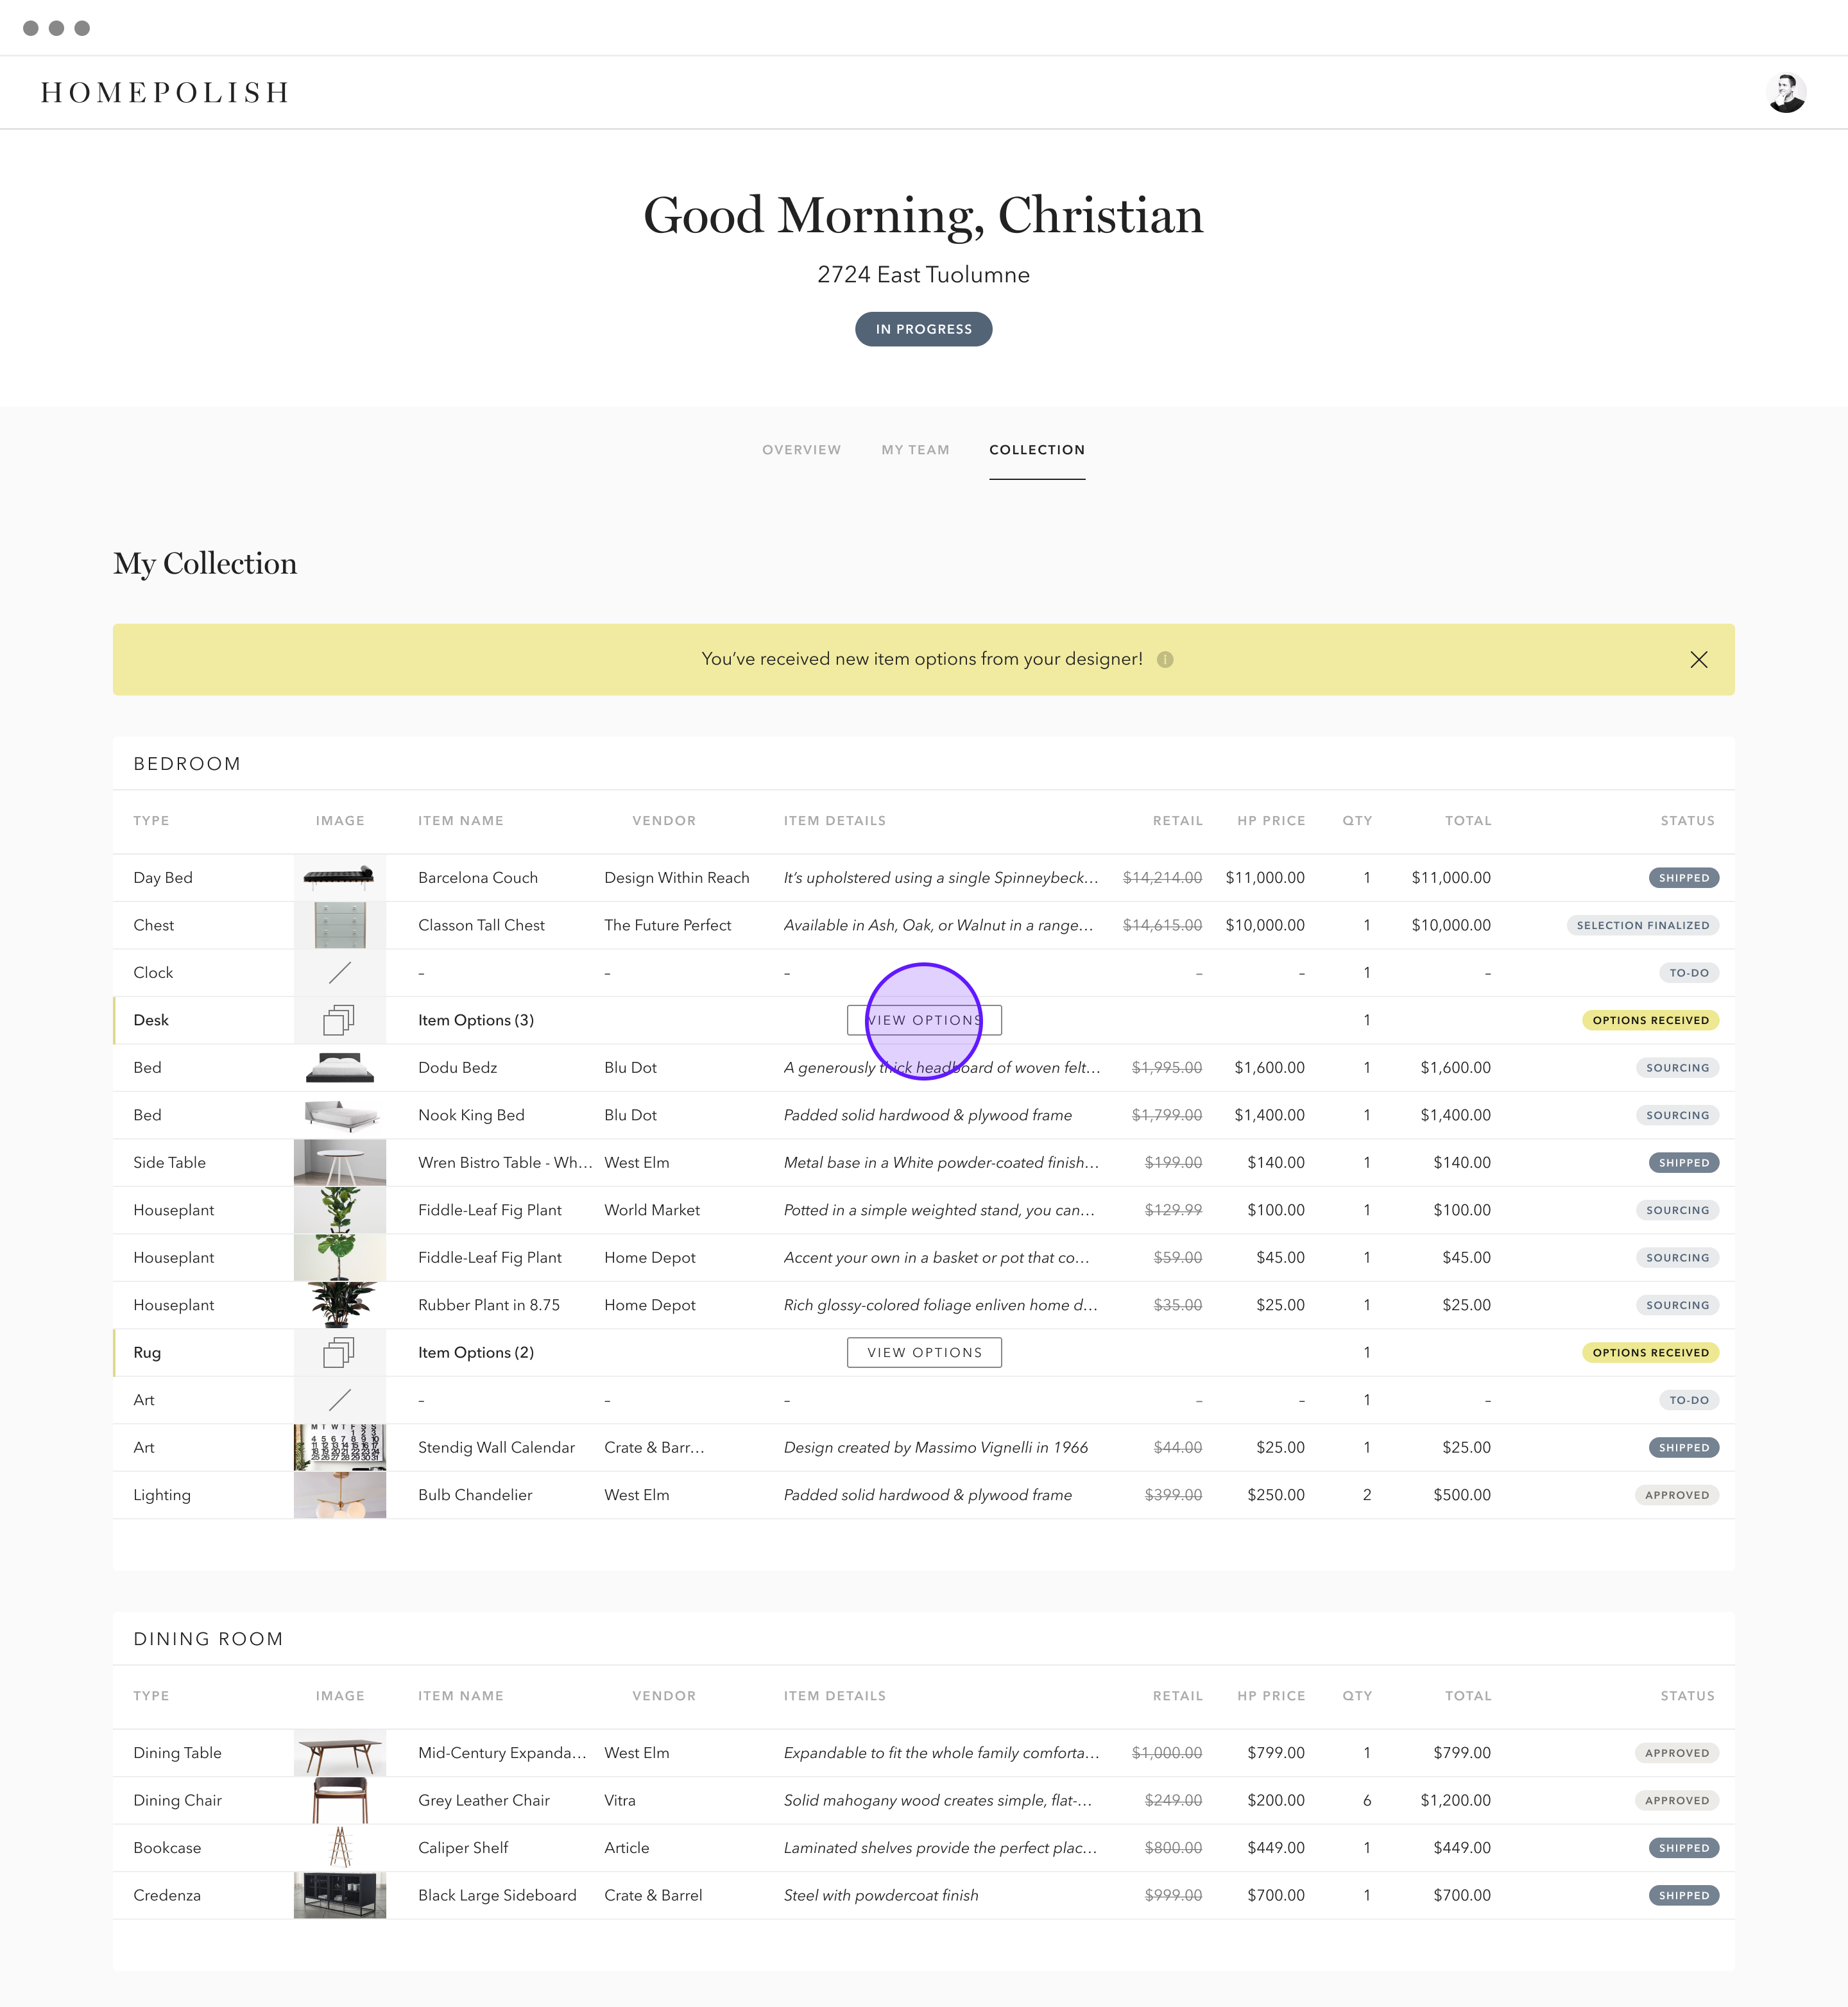 HOMEPOLISH
Good Morning, Christian
2724 East Tuolumne
IN PROGRESS
OVERVIEW MY TEAM COLLECTION
My Collection
You’ve received new item options from your designer! i
BEDROOM
TYPE IMAGE ITEM NAME VENDOR ITEM DETAILS RETAIL HP PRICE QTY TOTAL STATUS
Day Bed Barcelona Couch Design Within Reach It’s upholstered using a single Spinneybeck… $14,214.00 $11,000.00 1 $11,000.00 SHIPPED
Chest Classon Tall Chest The Future Perfect Available in Ash, Oak, or Walnut in a range… $14,615.00 $10,000.00 1 $10,000.00 SELECTION FINALIZED
Clock – – – – – 1 – TO-DO
Desk Item Options (3) VIEW OPTIONS 1 OPTIONS RECEIVED
Bed Dodu Bedz Blu Dot A generously thick headboard of woven felt… $1,995.00 $1,600.00 1 $1,600.00 SOURCING
Bed Nook King Bed Blu Dot Padded solid hardwood & plywood frame $1,799.00 $1,400.00 1 $1,400.00 SOURCING
Side Table Wren Bistro Table - Wh… West Elm Metal base in a White powder-coated finish… $199.00 $140.00 1 $140.00 SHIPPED
Houseplant Fiddle-Leaf Fig Plant World Market Potted in a simple weighted stand, you can… $129.99 $100.00 1 $100.00 SOURCING
Houseplant Fiddle-Leaf Fig Plant Home Depot Accent your own in a basket or pot that co… $59.00 $45.00 1 $45.00 SOURCING
Houseplant Rubber Plant in 8.75 Home Depot Rich glossy-colored foliage enliven home d… $35.00 $25.00 1 $25.00 SOURCING
Rug Item Options (2) VIEW OPTIONS 1 OPTIONS RECEIVED
Art – – – – – 1 – TO-DO
Art Stendig Wall Calendar Crate & Barr… Design created by Massimo Vignelli in 1966 $44.00 $25.00 1 $25.00 SHIPPED
Lighting Bulb Chandelier West Elm Padded solid hardwood & plywood frame $399.00 $250.00 2 $500.00 APPROVED
DINING ROOM
TYPE IMAGE ITEM NAME VENDOR ITEM DETAILS RETAIL HP PRICE QTY TOTAL STATUS
Dining Table Mid-Century Expanda… West Elm Expandable to fit the whole family comforta… $1,000.00 $799.00 1 $799.00 APPROVED
Dining Chair Grey Leather Chair Vitra Solid mahogany wood creates simple, flat-… $249.00 $200.00 6 $1,200.00 APPROVED
Bookcase Caliper Shelf Article Laminated shelves provide the perfect plac… $800.00 $449.00 1 $449.00 SHIPPED
Credenza Black Large Sideboard Crate & Barrel Steel with powdercoat finish $999.00 $700.00 1 $700.00 SHIPPED